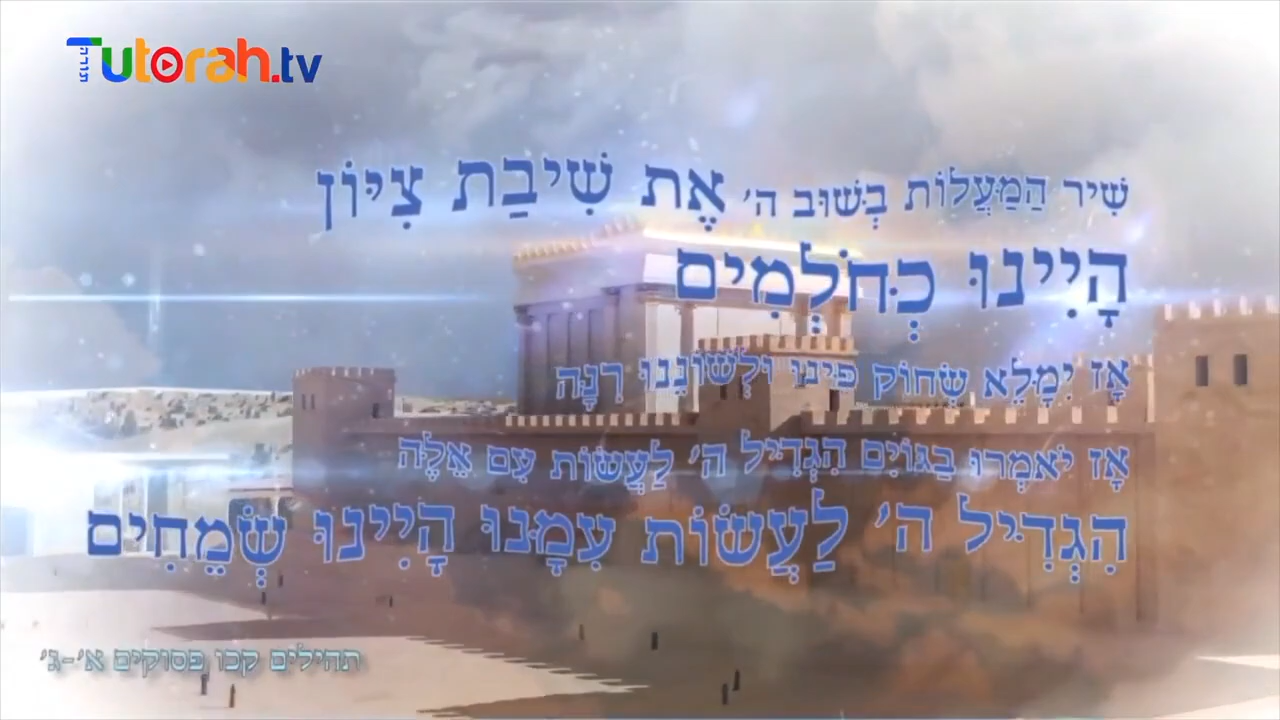 Tutorah.tv
תורה
שִׁיר הַמַּעֲלוֹת בְּשׁוּב ה׳ אֶת שִׁיבַת צִיּוֹן
הָיִינוּ כְּחֹלְמִים
אָז יִמָּלֵא שְׂחוֹק פִּינוּ וּלְשׁוֹנֵנוּ רִנָּה
אָז יֹאמְרוּ בַגּוֹיִם הִגְדִּיל ה׳ לַעֲשׂוֹת עִם אֵלֶּה
הִגְדִּיל ה׳ לַעֲשׂוֹת עִמָּנוּ הָיִינוּ שְׂמֵחִים
תהילים קכו פסוקים א׳-ג׳